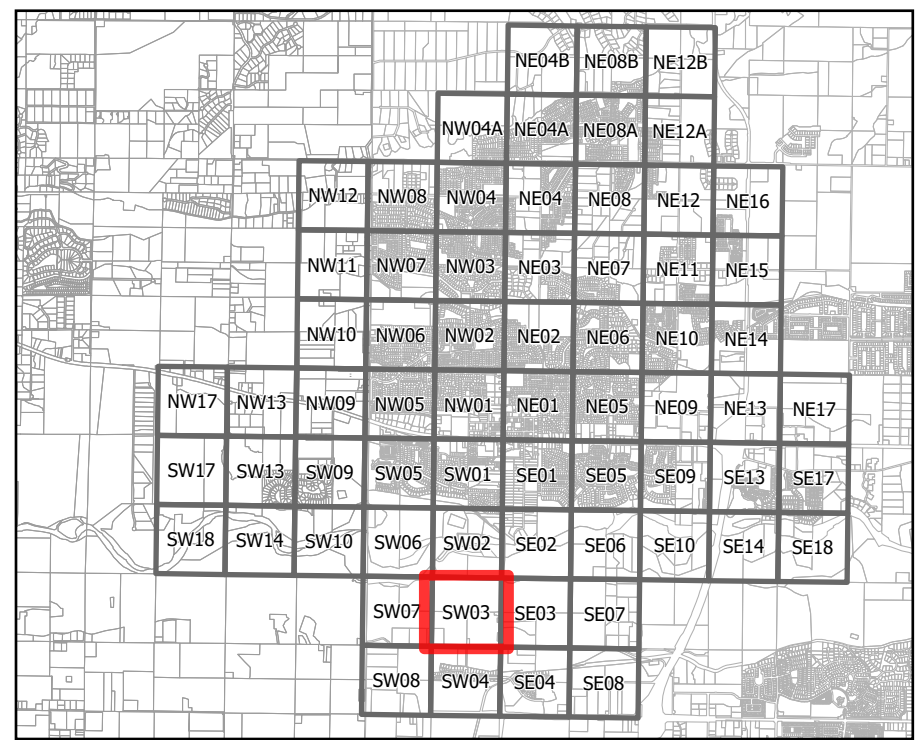 NE04B NE08B NE12B
NW04A NE04A NE08A NE12A
NW12 NW08 NW04 NE04 NE08 NE12 NE16
NW11 NW07 NW03 NE03 NE07 NE11 NE15
NW10 NW06 NW02 NE02 NE06 NE10 NE14
NW17 NW13 NW09 NW05 NW01 NE01 NE05 NE09 NE13 NE17
SW17 SW13 SW09 SW05 SW01 SE01 SE05 SE09 SE13 SE17
SW18 SW14 SW10 SW06 SW02 SE02 SE06 SE10 SE14 SE18
SW07 SW03 SE03 SE07
SW08 SW04 SE04 SE08